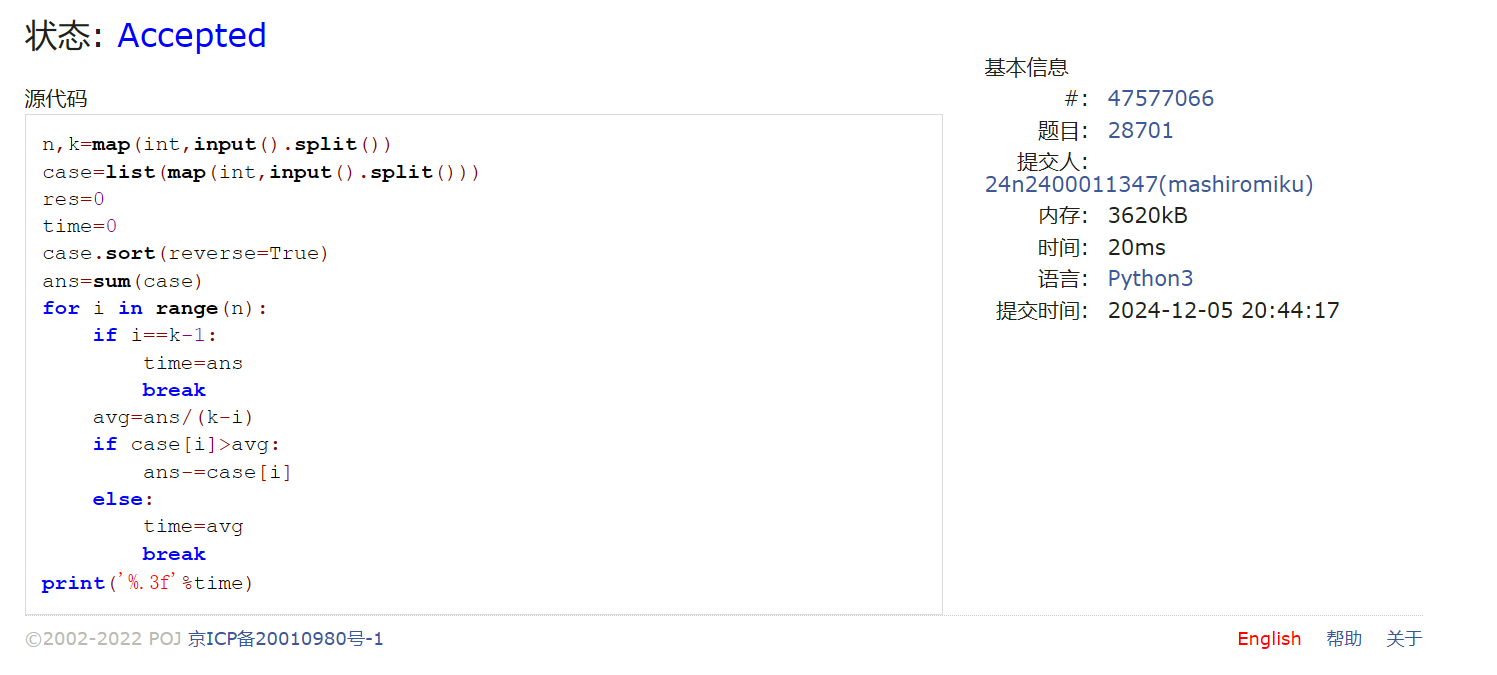 状态: Accepted
源代码
n,k=map(int,input().split())
case=list(map(int,input().split()))
res=0
time=0
case.sort(reverse=True)
ans=sum(case)
for i in range(n):
    if i==k-1:
        time=ans
        break
    avg=ans/(k-i)
    if case[i]>avg:
        ans-=case[i]
    else:
        time=avg
        break
print('%.3f'%time)
基本信息
#: 47577066
题目: 28701
提交人:
24n2400011347(mashiromiku)
内存: 3620kB
时间: 20ms
语言: Python3
提交时间: 2024-12-05 20:44:17
©2002-2022 POJ 京ICP备20010980号-1
English 帮助 关于